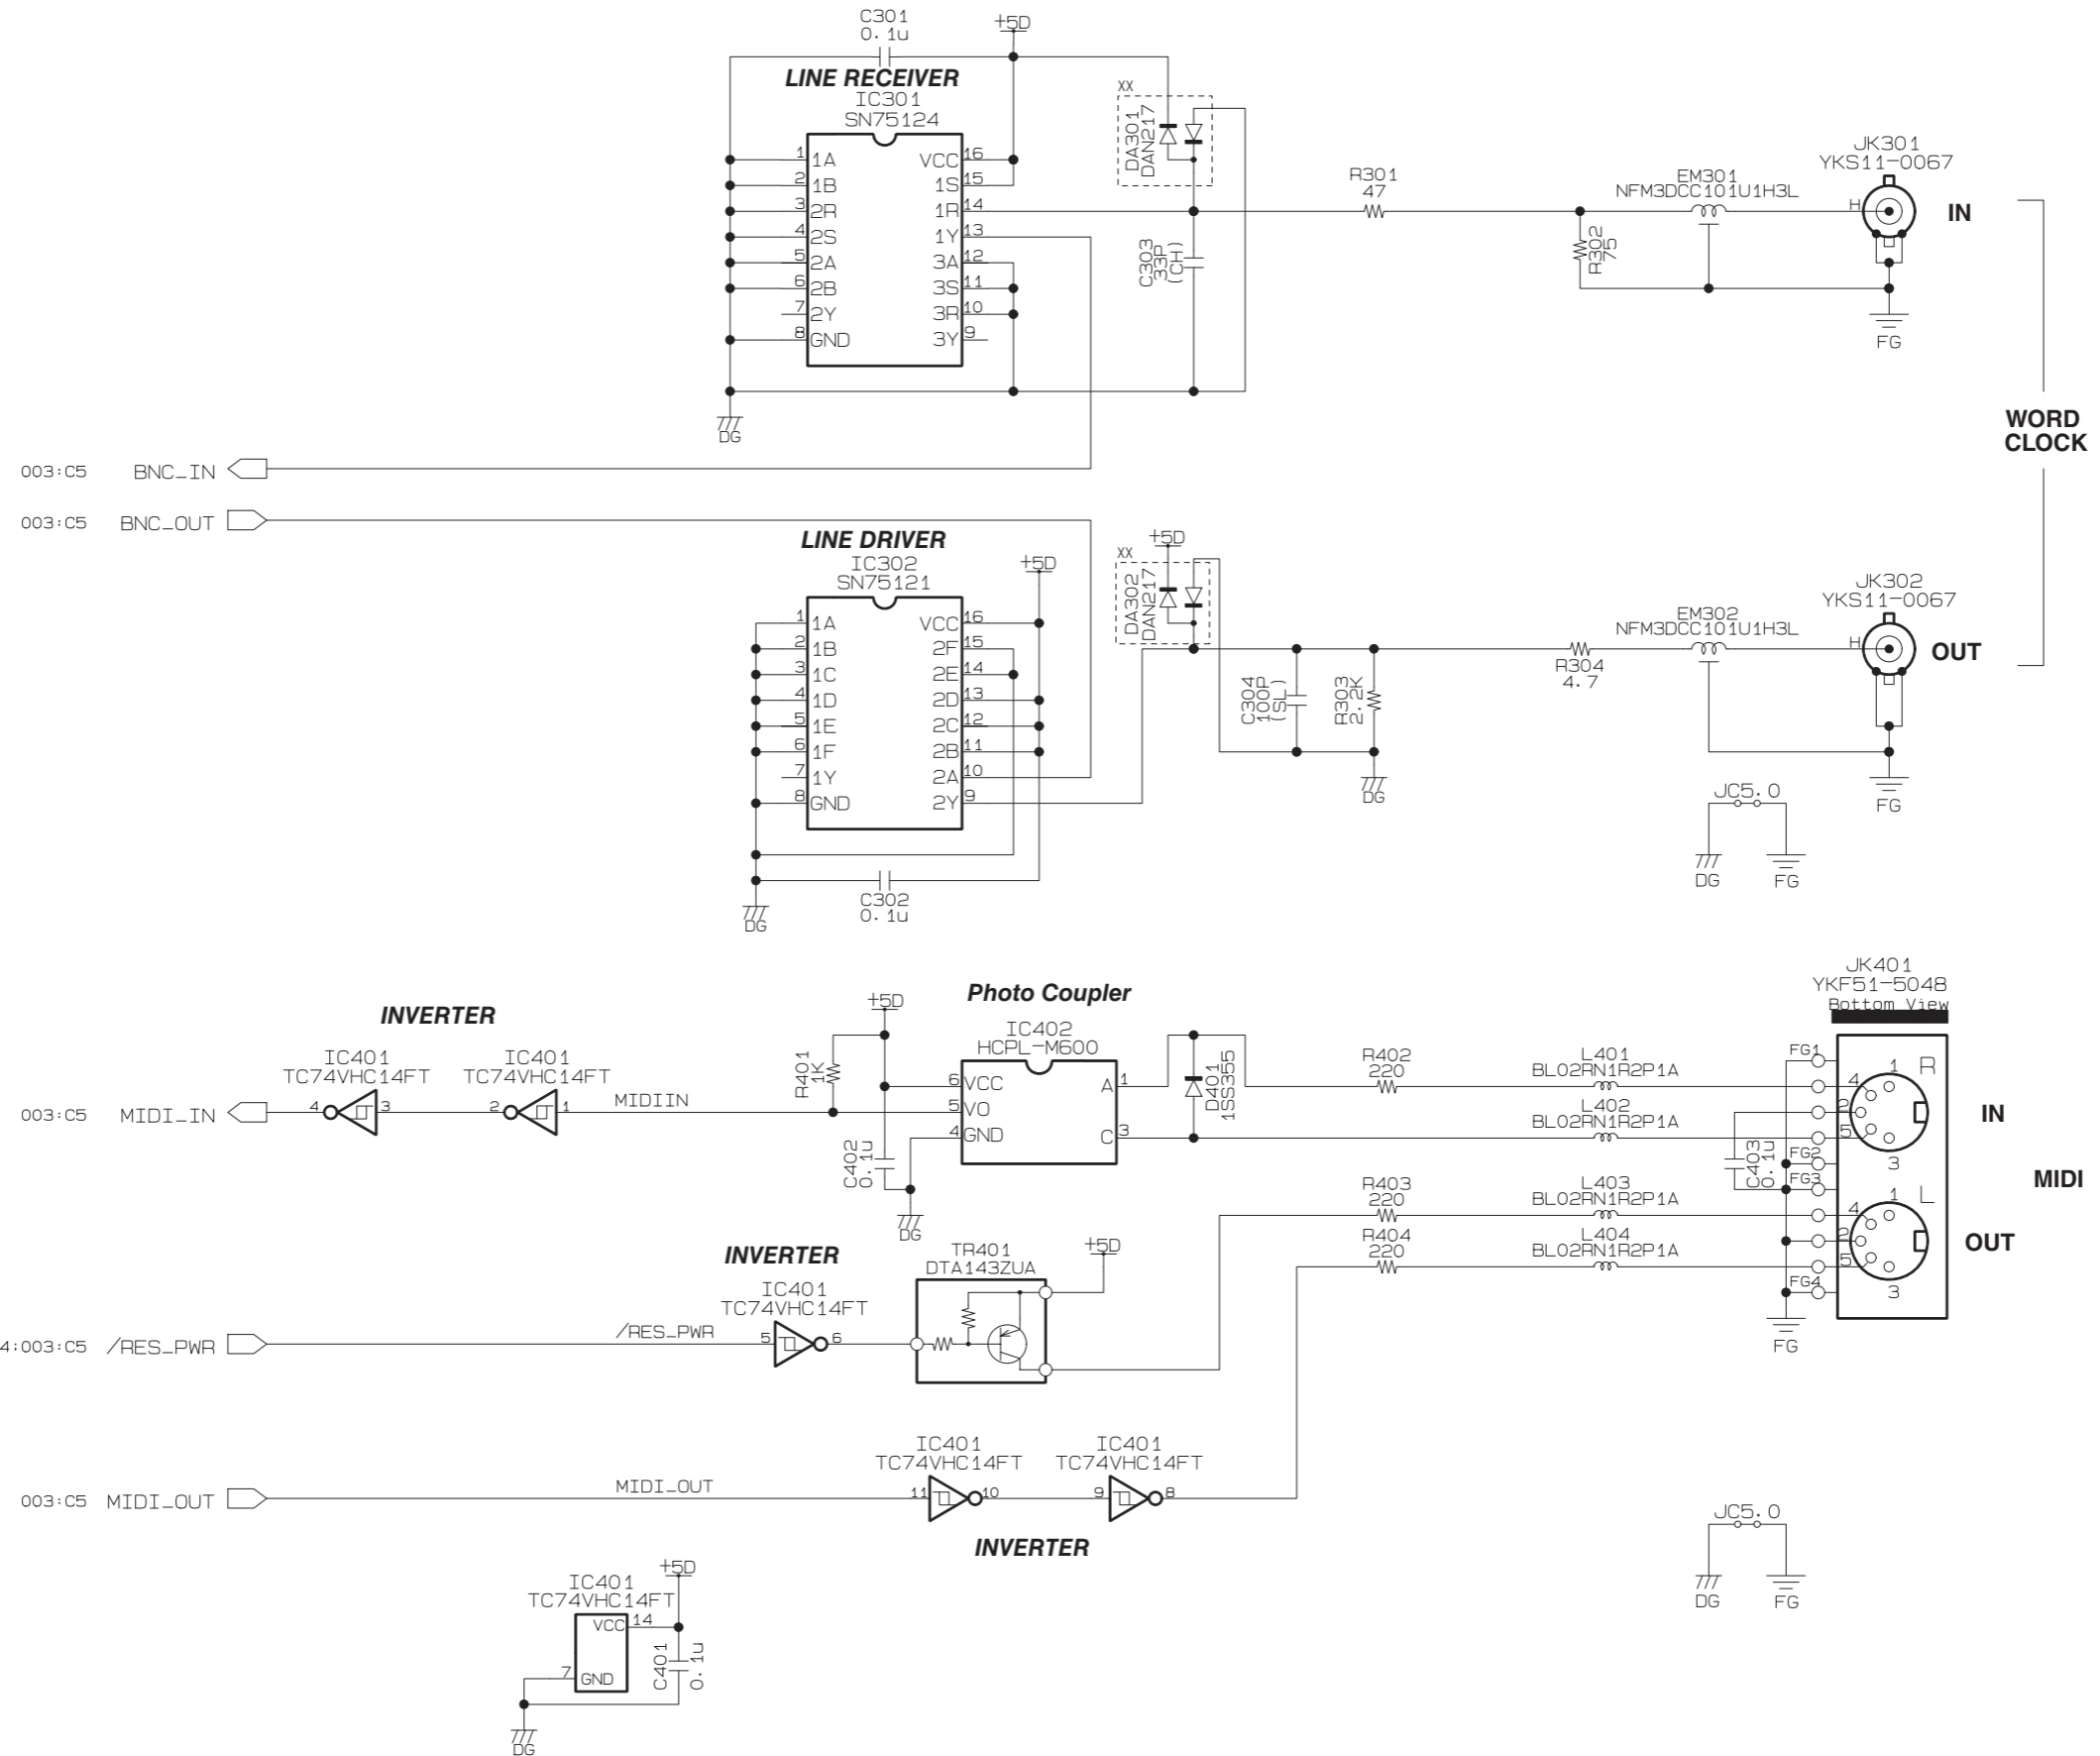 C301
0.1u
+5D
LINE RECEIVER
IC301
SN75124
1 1A
2 1B
3 2R
4 2S
5 2A
6 2B
7 2Y
8 GND
VCC 16
1S 15
1R 14
1Y 13
3A 12
3S 11
3R 10
3Y 9
DG
XX
DA301
DAN217
C303
33P
(CH)
R301
47
R302
75
EM301
NFM3DCC101U1H3L
JK301
YKS11-0067
H
IN
FG
WORD
CLOCK
003:C5 BNC_IN
003:C5 BNC_OUT
LINE DRIVER
IC302
SN75121
+5D
1 1A
2 1B
3 1C
4 1D
5 1E
6 1F
7 1Y
8 GND
VCC 16
2F 15
2E 14
2D 13
2C 12
2B 11
2A 10
2Y 9
C302
0.1u
DG
XX
+5D
DA302
DAN217
C304
100P
(SL)
R303
2.2K
DG
R304
4.7
EM302
NFM3DCC101U1H3L
JK302
YKS11-0067
H
OUT
FG
JC5.0
DG
FG
INVERTER
IC401
TC74VHC14FT
IC401
TC74VHC14FT
003:C5 MIDI_IN
4 3
2 1
MIDIIN
R401
1K
+5D
C402
0.1u
DG
Photo Coupler
IC402
HCPL-M600
6 VCC
5 VO
4 GND
A 1
C 3
D401
1SS355
R402
220
L401
BL02RN1R2P1A
L402
BL02RN1R2P1A
R403
220
L403
BL02RN1R2P1A
R404
220
L404
BL02RN1R2P1A
C403
0.1u
JK401
YKF51-5048
Bottom View
FG1
4
2
5
FG2
FG3
4
2
5
FG4
1 R
3
1 L
3
FG
IN
MIDI
OUT
INVERTER
IC401
TC74VHC14FT
4:003:C5 /RES_PWR
/RES_PWR
5 6
TR401
DTA143ZUA
+5D
003:C5 MIDI_OUT
MIDI_OUT
IC401
TC74VHC14FT
11 10
IC401
TC74VHC14FT
9 8
INVERTER
JC5.0
DG
FG
IC401
TC74VHC14FT
+5D
VCC 14
7 GND
C401
0.1u
DG